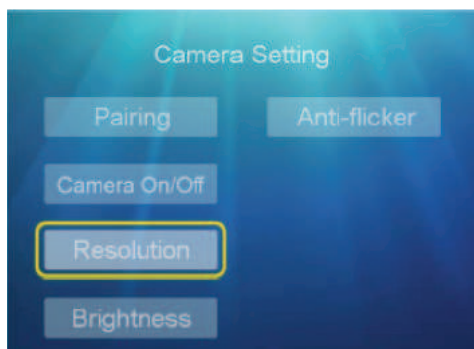 Camera Setting
Pairing
Anti-flicker
Camera On/Off
Resolution
Brightness